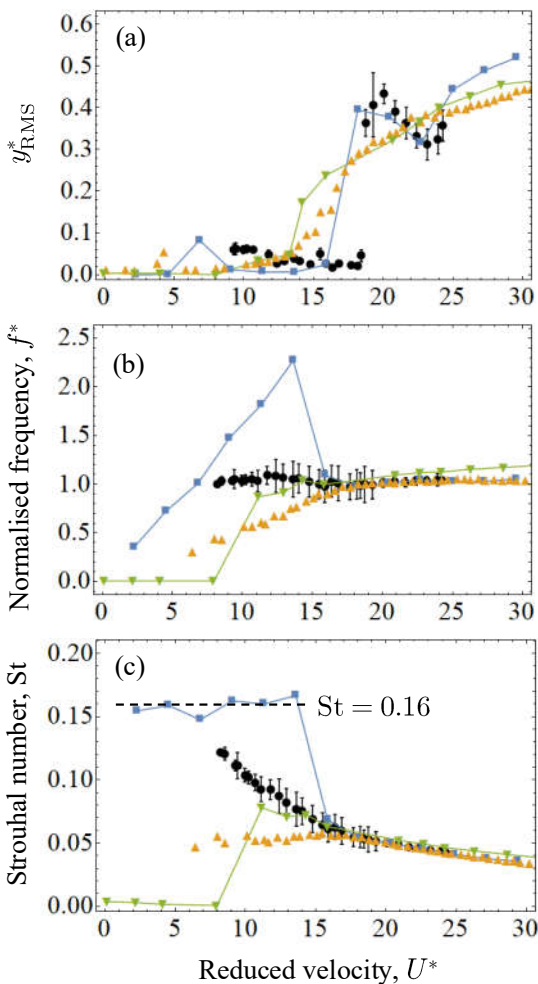 (a)
0.6
0.5
0.4
0.3
0.2
0.1
0.0
y*RMS
0 5 10 15 20 25 30
(b)
2.5
2.0
1.5
1.0
0.5
0.0
Normalised frequency, f*
0 5 10 15 20 25 30
(c)
0.20
0.15
0.10
0.05
0.00
St = 0.16
Strouhal number, St
0 5 10 15 20 25 30
Reduced velocity, U*